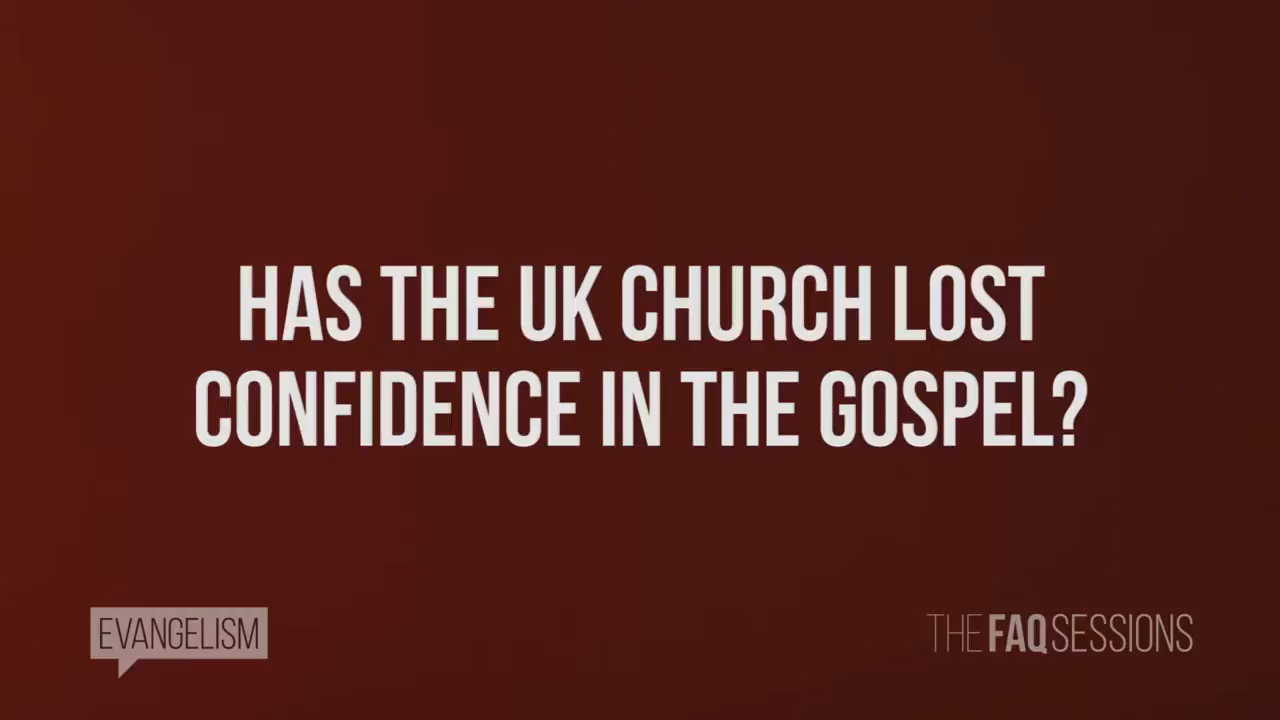 HAS THE UK CHURCH LOST
CONFIDENCE IN THE GOSPEL?
EVANGELISM
THE FAQ SESSIONS